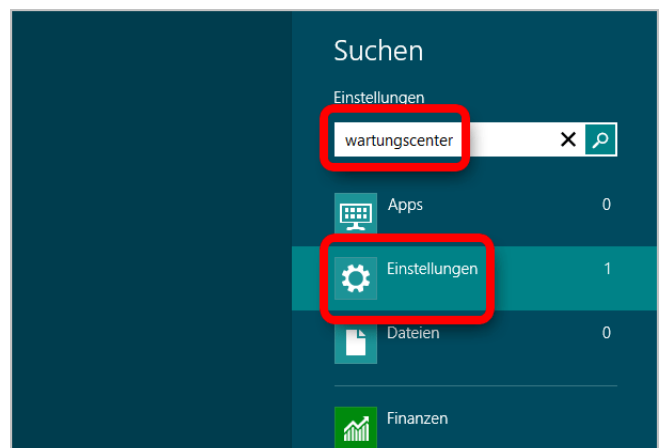 Suchen
Einstellungen
wartungscenter
Apps 0
Einstellungen 1
Dateien 0
Finanzen